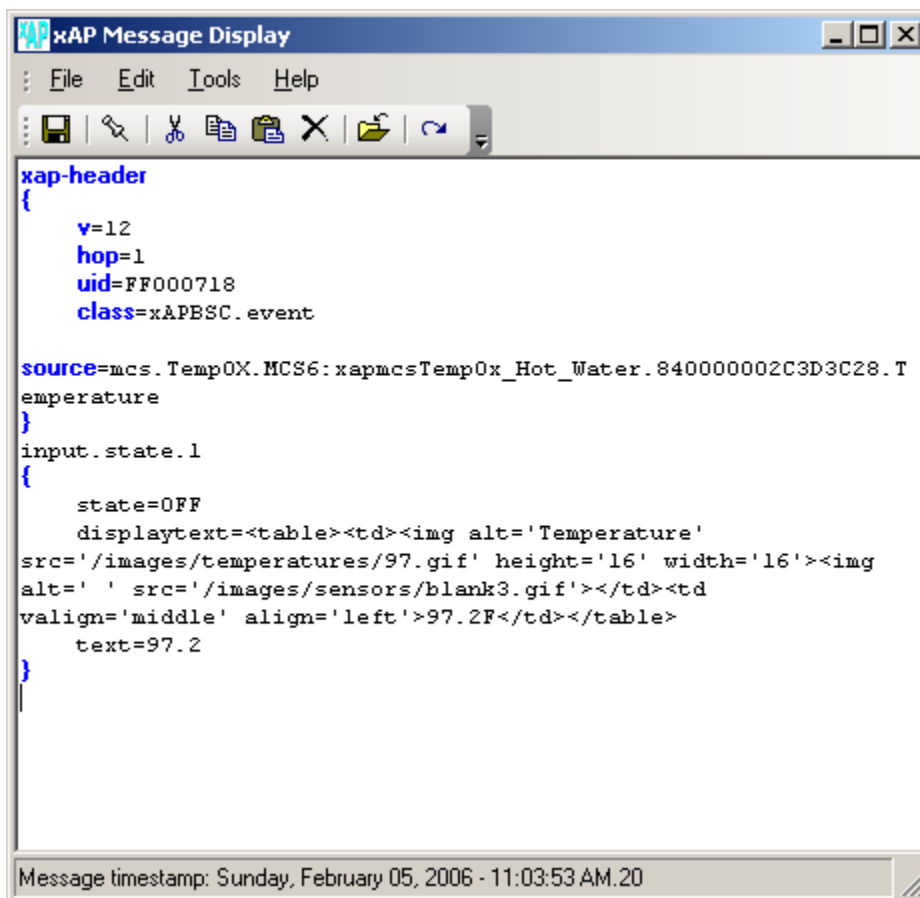 xAP xAP Message Display
File Edit Tools Help
xap-header
{
v=12
hop=1
uid=FF000718
class=xAPBSC.event
source=mcs.Temp0X.MCS6:xapmcsTemp0x_Hot_Water.840000002C3D3C28.T
emperature
}
input.state.1
{
state=OFF
displaytext=<table><td><img alt='Temperature'
src='/images/temperatures/97.gif' height='16' width='16'><img
alt=' ' src='/images/sensors/blank3.gif'></td><td
valign='middle' align='left'>97.2F</td></table>
text=97.2
}
Message timestamp: Sunday, February 05, 2006 - 11:03:53 AM.20